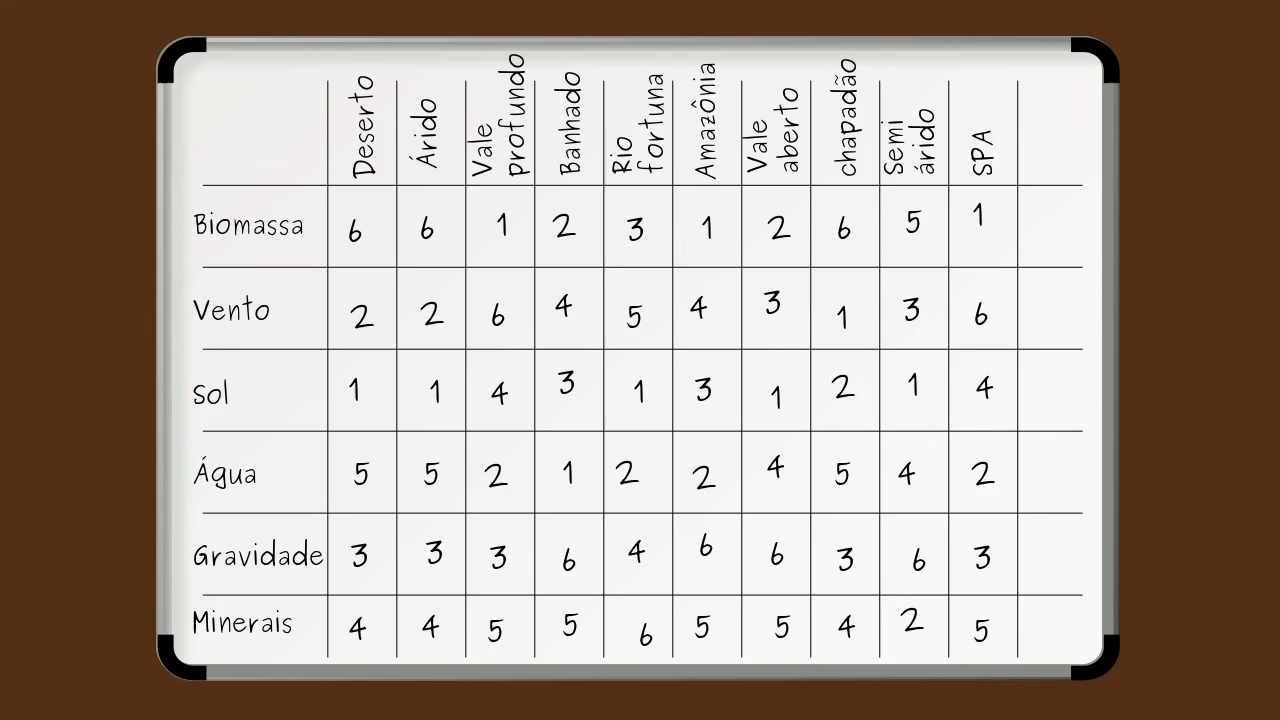 Deserto Árido Vale profundo Banhado Rio fortuna Amazônia Vale aberto chapadão Semi árido SPA
Biomassa 6 6 1 2 3 1 2 6 5 1
Vento 2 2 6 4 5 4 3 1 3 6
Sol 1 1 4 3 1 3 1 2 1 4
Água 5 5 2 1 2 2 4 5 4 2
Gravidade 3 3 3 6 4 6 6 3 6 3
Minerais 4 4 5 5 6 5 5 4 2 5